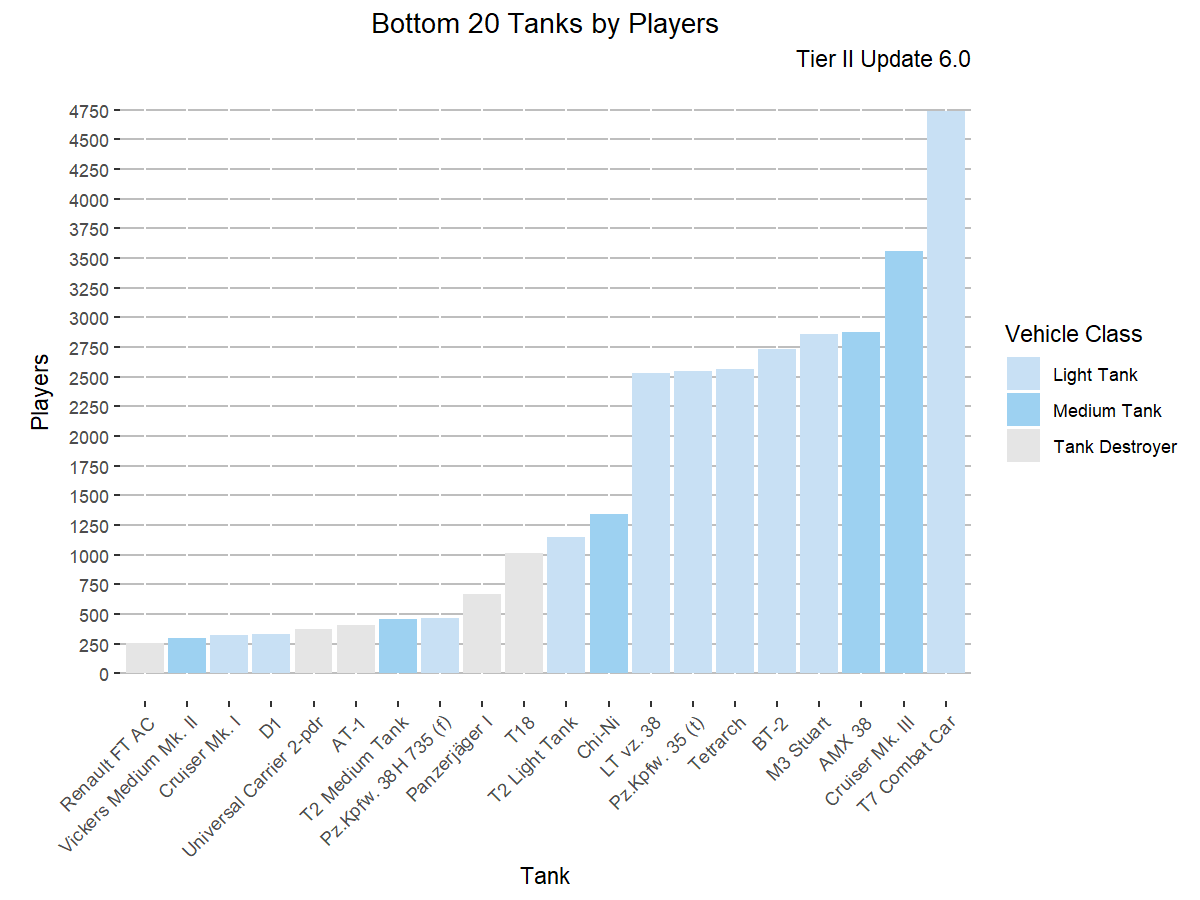 Bottom 20 Tanks by Players
Tier II Update 6.0
4750
4500
4250
4000
3750
3500
3250
3000
2750
2500
2250
2000
1750
1500
1250
1000
750
500
250
0
Players
Renault FT AC
Vickers Medium Mk. II
Cruiser Mk. I
D1
Universal Carrier 2-pdr
AT-1
T2 Medium Tank
Pz.Kpfw. 38 H 735 (f)
Panzerjäger I
T18
T2 Light Tank
Chi-Ni
LT vz. 38
Pz.Kpfw. 35 (t)
Tetrarch
BT-2
M3 Stuart
AMX 38
Cruiser Mk. III
T7 Combat Car
Tank
Vehicle Class
Light Tank
Medium Tank
Tank Destroyer